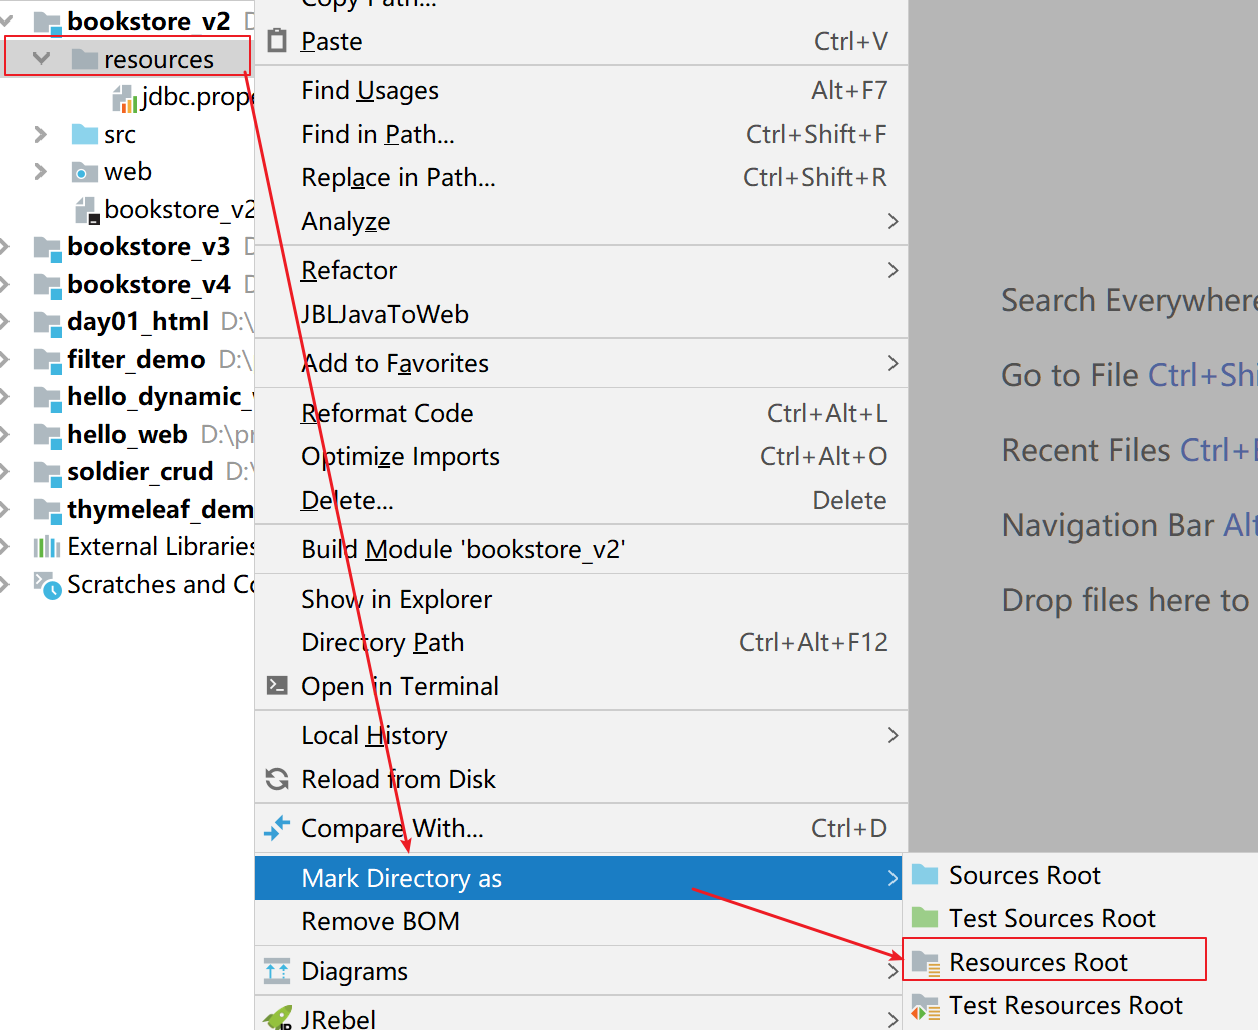 bookstore_v2
resources
jdbc.prope
src
web
bookstore_v2
bookstore_v3
bookstore_v4
day01_html D:\
filter_demo D:\
hello_dynamic_
hello_web D:\pr
soldier_crud D:\
thymeleaf_dem
External Libraries
Scratches and Co
Copy Path...
Paste Ctrl+V
Find Usages Alt+F7
Find in Path... Ctrl+Shift+F
Replace in Path... Ctrl+Shift+R
Analyze
Refactor
JBLJavaToWeb
Add to Favorites
Reformat Code Ctrl+Alt+L
Optimize Imports Ctrl+Alt+O
Delete... Delete
Build Module 'bookstore_v2'
Show in Explorer
Directory Path Ctrl+Alt+F12
Open in Terminal
Local History
Reload from Disk
Compare With... Ctrl+D
Mark Directory as
Remove BOM
Diagrams
JRebel
Sources Root
Test Sources Root
Resources Root
Test Resources Root
Search Everywhere
Go to File Ctrl+Shi
Recent Files Ctrl+E
Navigation Bar Alt
Drop files here to